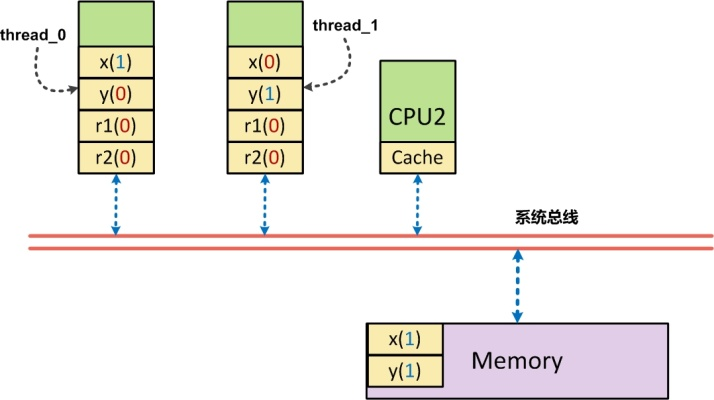 thread_0
x(1)
y(0)
r1(0)
r2(0)
thread_1
x(0)
y(1)
r1(0)
r2(0)
CPU2
Cache
系统总线
x(1)
y(1)
Memory